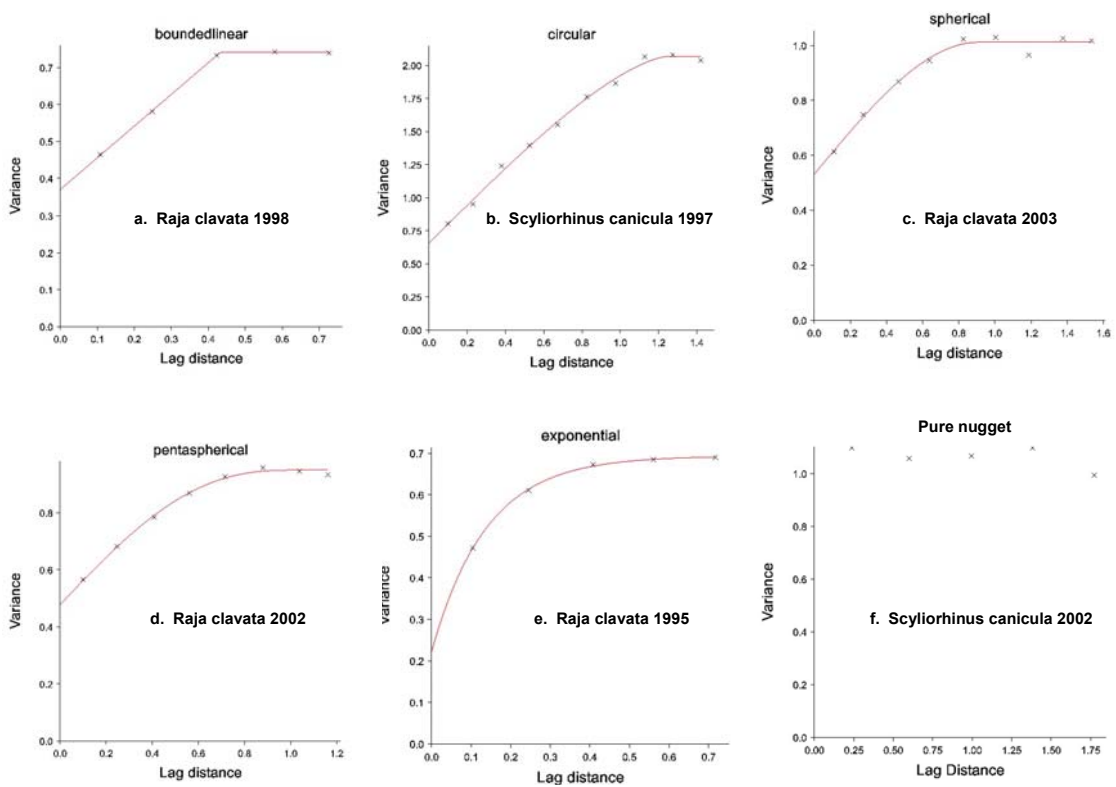 boundedlinear
0.7
0.6
0.5
0.4
0.3
0.2
0.1
0.0
Variance
a. Raja clavata 1998
0.0 0.1 0.2 0.3 0.4 0.5 0.6 0.7
Lag distance
circular
2.00
1.75
1.50
1.25
1.00
0.75
0.50
0.25
0.00
Variance
b. Scyliorhinus canicula 1997
0.0 0.2 0.4 0.6 0.8 1.0 1.2 1.4
Lag distance
spherical
1.0
0.8
0.6
0.4
0.2
0.0
Variance
c. Raja clavata 2003
0.0 0.2 0.4 0.6 0.8 1.0 1.2 1.4 1.6
Lag distance
pentaspherical
0.8
0.6
0.4
0.2
0.0
Variance
d. Raja clavata 2002
0.0 0.2 0.4 0.6 0.8 1.0 1.2
Lag distance
exponential
0.7
0.6
0.5
0.4
0.3
0.2
0.1
0.0
Variance
e. Raja clavata 1995
0.0 0.1 0.2 0.3 0.4 0.5 0.6 0.7
Lag distance
Pure nugget
1.0
0.8
0.6
0.4
0.2
0.0
Variance
f. Scyliorhinus canicula 2002
0.00 0.25 0.50 0.75 1.00 1.25 1.50 1.75
Lag Distance